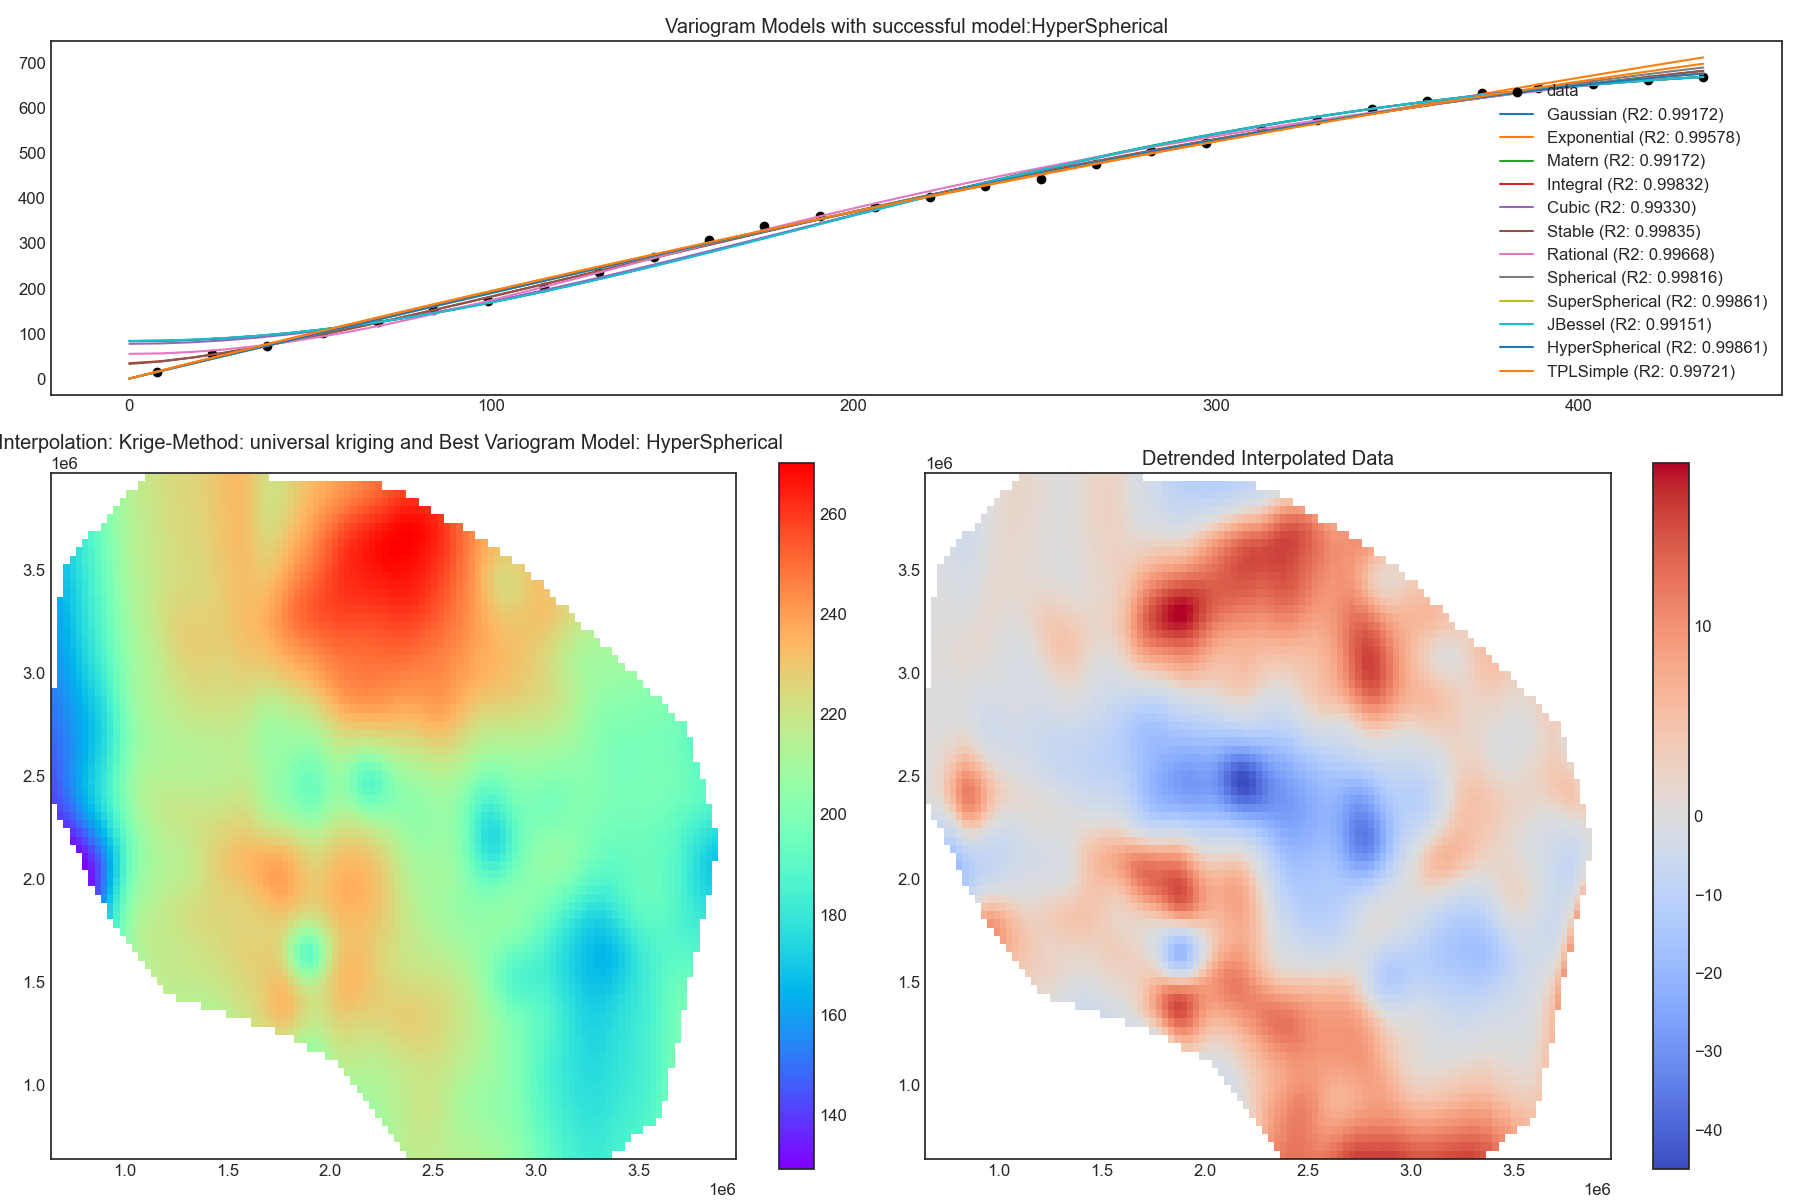 Variogram Models with successful model:HyperSpherical
700
600
500
400
300
200
100
0
0 100 200 300 400
data
Gaussian (R2: 0.99172)
Exponential (R2: 0.99578)
Matern (R2: 0.99172)
Integral (R2: 0.99832)
Cubic (R2: 0.99330)
Stable (R2: 0.99835)
Rational (R2: 0.99668)
Spherical (R2: 0.99816)
SuperSpherical (R2: 0.99861)
JBessel (R2: 0.99151)
HyperSpherical (R2: 0.99861)
TPLSimple (R2: 0.99721)
Interpolation: Krige-Method: universal kriging and Best Variogram Model: HyperSpherical
1e6
3.5
3.0
2.5
2.0
1.5
1.0
1.0 1.5 2.0 2.5 3.0 3.5
1e6
260
240
220
200
180
160
140
Detrended Interpolated Data
1e6
3.5
3.0
2.5
2.0
1.5
1.0
1.0 1.5 2.0 2.5 3.0 3.5
1e6
10
0
−10
−20
−30
−40